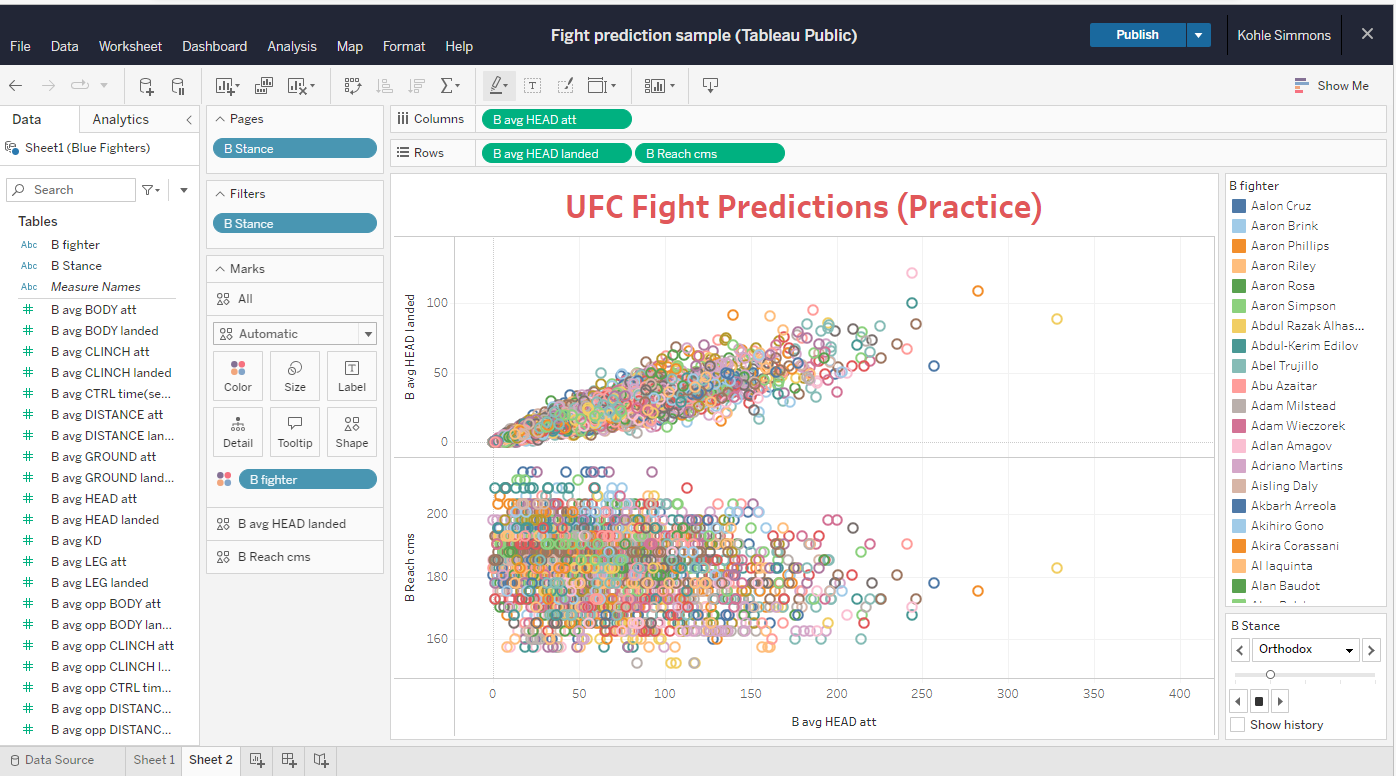 Fight prediction sample (Tableau Public)
Publish
Kohle Simmons
File Data Worksheet Dashboard Analysis Map Format Help
Show Me
Data Analytics
Sheet1 (Blue Fighters)
Search
Tables
Abc B fighter
Abc B Stance
Abc Measure Names
B avg BODY att
B avg BODY landed
B avg CLINCH att
B avg CLINCH landed
B avg CTRL time(se...
B avg DISTANCE att
B avg DISTANCE lan...
B avg GROUND att
B avg GROUND land...
B avg HEAD att
B avg HEAD landed
B avg KD
B avg LEG att
B avg LEG landed
B avg opp BODY att
B avg opp BODY lan...
B avg opp CLINCH att
B avg opp CLINCH l...
B avg opp CTRL tim...
B avg opp DISTANC...
B avg opp DISTANC...
Pages
B Stance
Filters
B Stance
Marks
All
Automatic
Color Size Label
Detail Tooltip Shape
B fighter
B avg HEAD landed
B Reach cms
Columns B avg HEAD att
Rows B avg HEAD landed B Reach cms
UFC Fight Predictions (Practice)
B avg HEAD landed
100
50
0
B Reach cms
200
180
160
0 50 100 150 200 250 300 350 400
B avg HEAD att
B fighter
Aalon Cruz
Aaron Brink
Aaron Phillips
Aaron Riley
Aaron Rosa
Aaron Simpson
Abdul Razak Alhas...
Abdul-Kerim Edilov
Abel Trujillo
Abu Azaitar
Adam Milstead
Adam Wieczorek
Adlan Amagov
Adriano Martins
Aisling Daly
Akbarh Arreola
Akihiro Gono
Akira Corassani
Al Iaquinta
Alan Baudot
B Stance
Orthodox
Show history
Data Source Sheet 1 Sheet 2